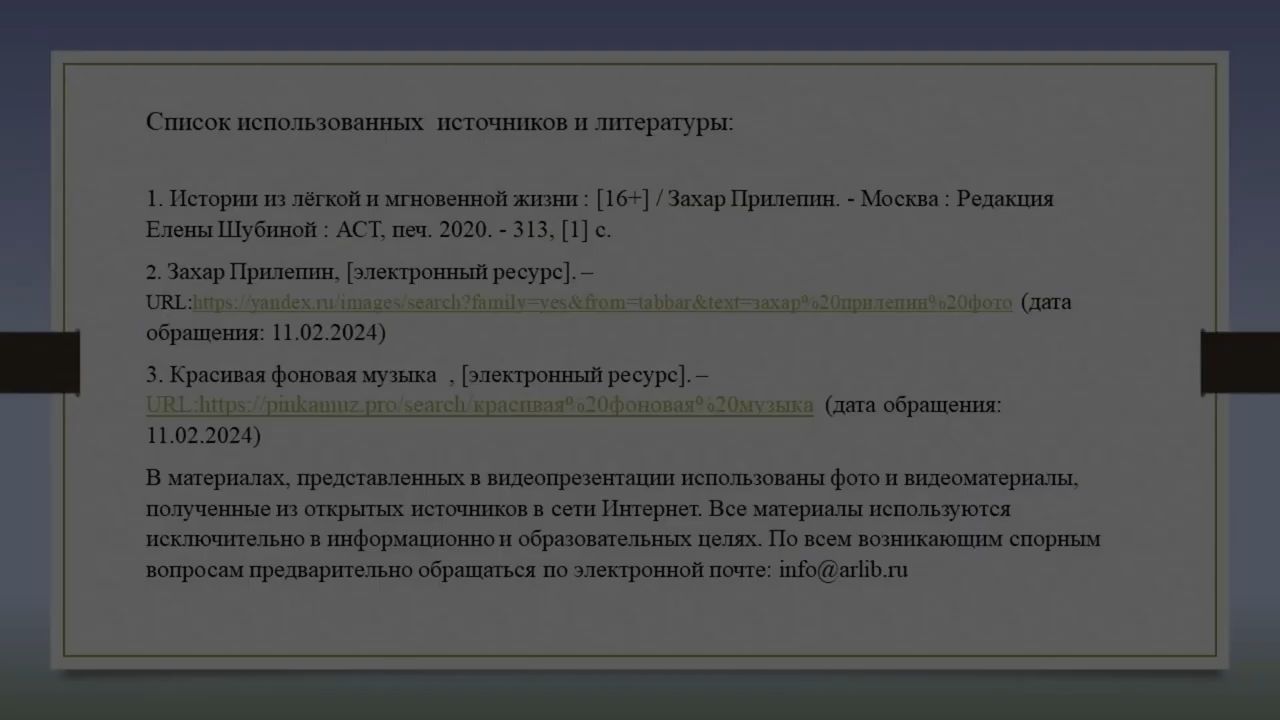 Список использованных  источников и литературы:
1. Истории из лёгкой и мгновенной жизни : [16+] / Захар Прилепин. - Москва : Редакция
Елены Шубиной : АСТ, печ. 2020. - 313, [1] с.
2. Захар Прилепин, [электронный ресурс]. –
URL:https://yandex.ru/images/search?family=yes&from=tabbar&text=захар%20прилепин%20фото (дата
обращения: 11.02.2024)
3. Красивая фоновая музыка  , [электронный ресурс]. –
URL:https://pinkamuz.pro/search/красивая%20фоновая%20музыка (дата обращения:
11.02.2024)
В материалах, представленных в видеопрезентации использованы фото и видеоматериалы,
полученные из открытых источников в сети Интернет. Все материалы используются
исключительно в информационно и образовательных целях. По всем возникающим спорным
вопросам предварительно обращаться по электронной почте: info@arlib.ru